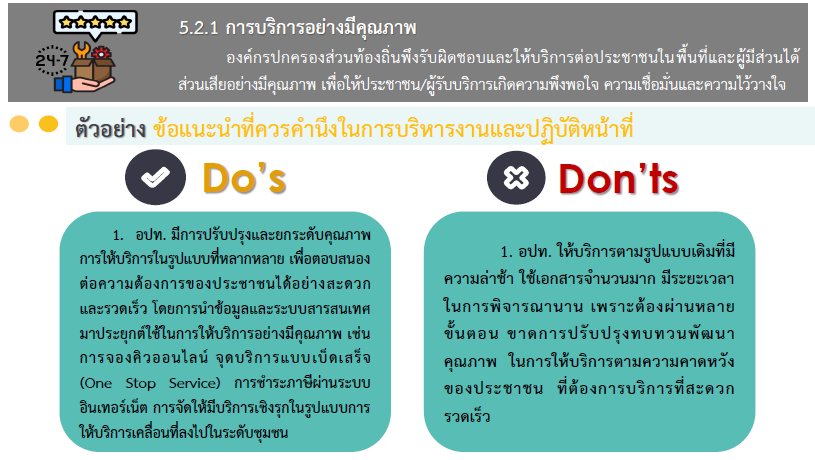 5.2.1 การบริการอย่างมีคุณภาพ
องค์กรปกครองส่วนท้องถิ่นพึงรับผิดชอบและให้บริการต่อประชาชนในพื้นที่และผู้มีส่วนได้
ส่วนเสียอย่างมีคุณภาพ เพื่อให้ประชาชน/ผู้รับบริการเกิดความพึงพอใจ ความเชื่อมั่นและความไว้วางใจ
24-7
ตัวอย่าง ข้อแนะนำที่ควรคำนึงในการบริหารงานและปฏิบัติหน้าที่
Do's
1. อปท. มีการปรับปรุงและยกระดับคุณภาพ
การให้บริการในรูปแบบที่หลากหลาย เพื่อตอบสนอง
ต่อความต้องการของประชาชนได้อย่างสะดวก
และรวดเร็ว โดยการนำข้อมูลและระบบสารสนเทศ
มาประยุกต์ใช้ในการให้บริการอย่างมีคุณภาพ เช่น
การจองคิวออนไลน์ จุดบริการแบบเบ็ดเสร็จ
(One Stop Service) การชำระภาษีผ่านระบบ
อินเทอร์เน็ต การจัดให้มีบริการเชิงรุกในรูปแบบการ
ให้บริการเคลื่อนที่ลงไปในระดับชุมชน
Don'ts
1. อปท. ให้บริการตามรูปแบบเดิมที่มี
ความล่าช้า ใช้เอกสารจำนวนมาก มีระยะเวลา
ในการพิจารณานาน เพราะต้องผ่านหลาย
ขั้นตอน ขาดการปรับปรุงทบทวนพัฒนา
คุณภาพ ในการให้บริการตามความคาดหวัง
ของประชาชน ที่ต้องการบริการที่สะดวก
รวดเร็ว